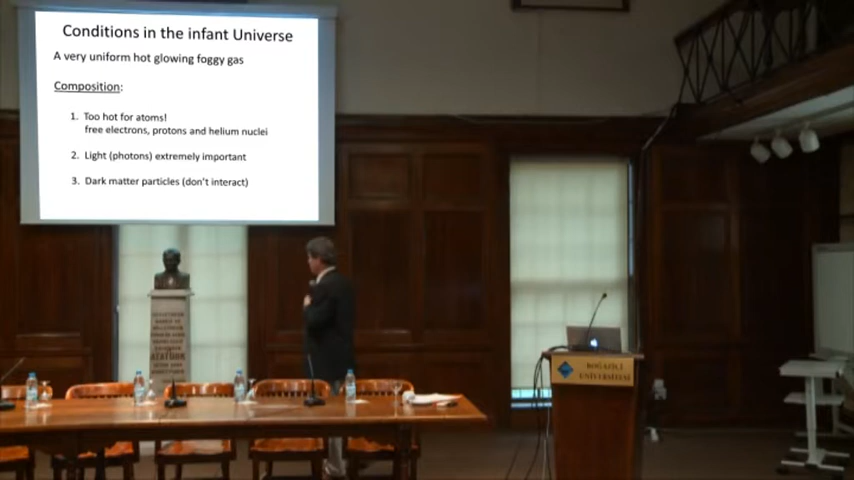 Conditions in the infant Universe
A very uniform hot glowing foggy gas
Composition:
1. Too hot for atoms!
free electrons, protons and helium nuclei
2. Light (photons) extremely important
3. Dark matter particles (don't interact)
ATATÜRK
BOĞAZİÇİ
ÜNİVERSİTESİ